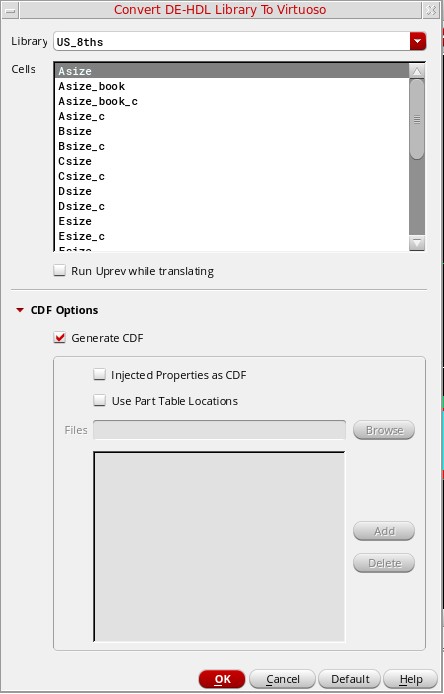 Convert DE-HDL Library To Virtuoso
Library US_8ths
Cells
Asize
Asize_book
Asize_book_c
Asize_c
Bsize
Bsize_c
Csize
Csize_c
Dsize
Dsize_c
Esize
Esize_c
Run Uprev while translating
CDF Options
Generate CDF
Injected Properties as CDF
Use Part Table Locations
Files Browse
Add
Delete
OK Cancel Default Help